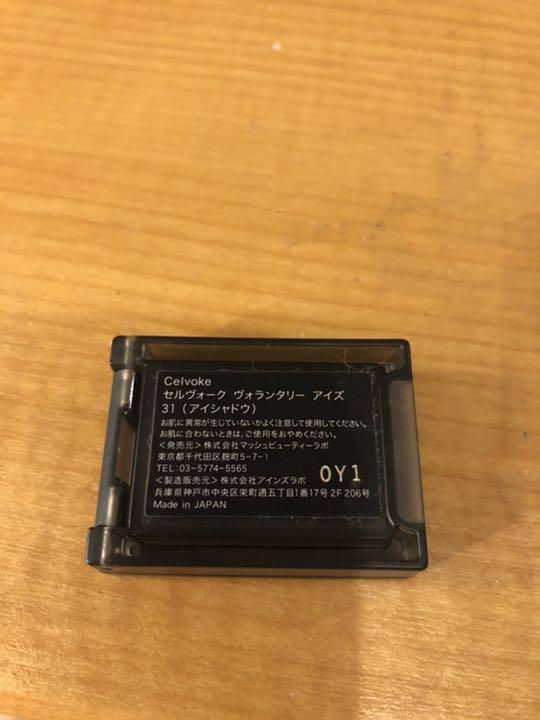 Celvoke
セルヴォーク ヴォランタリー アイズ
31 (アイシャドウ)
お肌に異常が生じていないかよく注意して使用してください。
お肌に合わないときは、ご使用をおやめください。
<発売元>株式会社マッシュビューティーラボ
東京都千代田区麹町5-7-1
TEL:03-5774-5565
0Y1
<製造販売元>株式会社アインズラボ
兵庫県神戸市中央区栄町通五丁目1番17号 2F 206号
Made in JAPAN